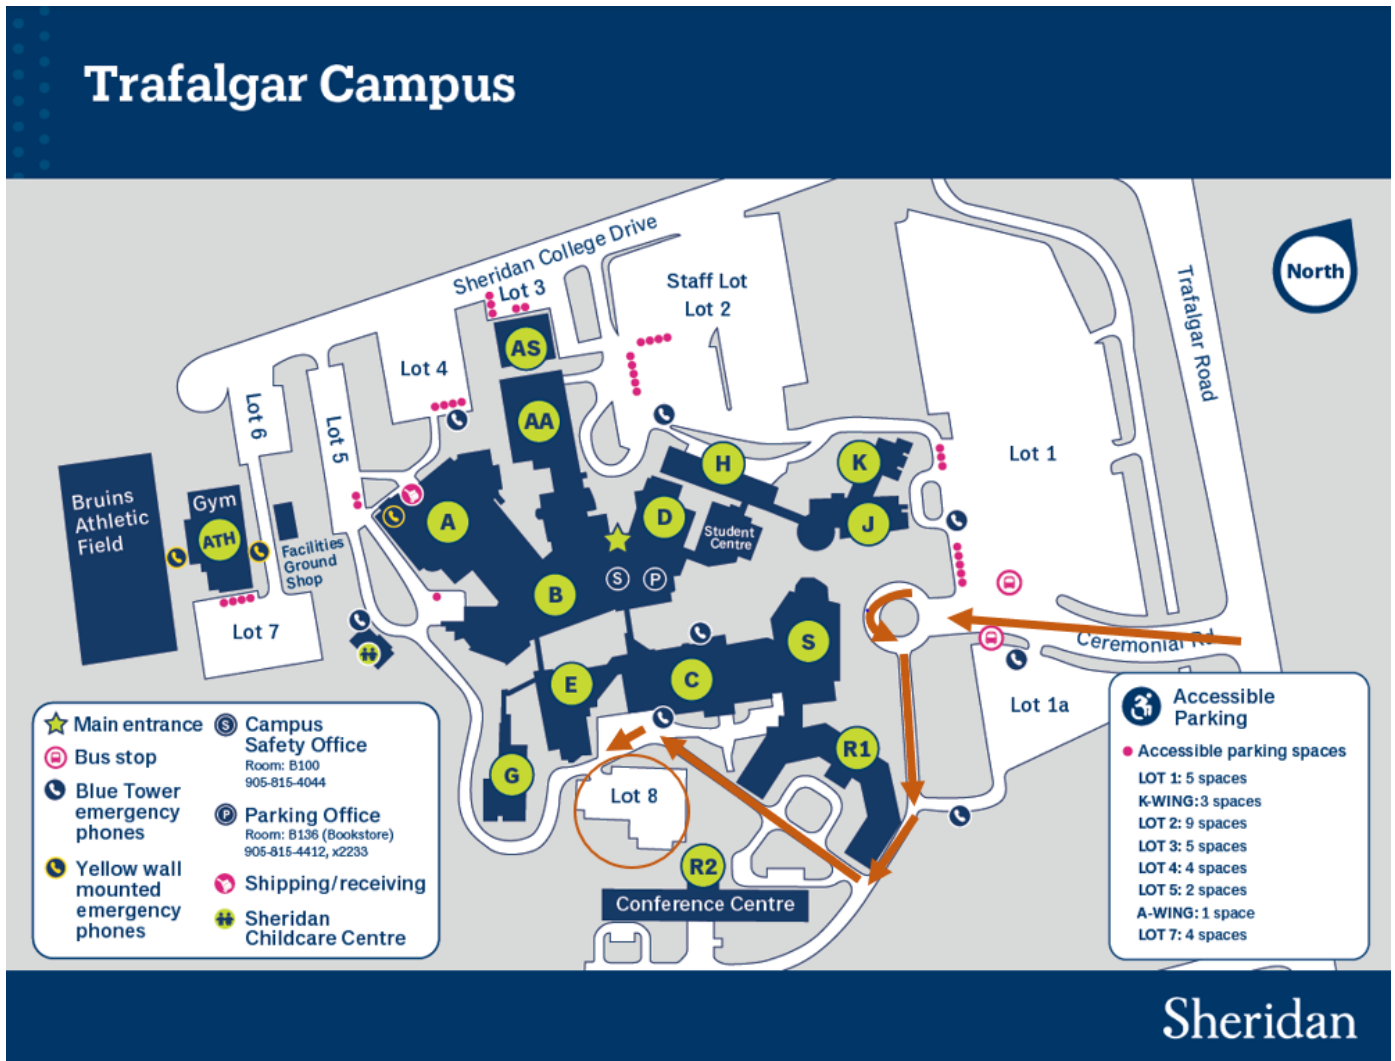 Trafalgar Campus
Sheridan College Drive
Lot 3
Staff Lot
Lot 2
North
Trafalgar Road
AS
Lot 4
Lot 6
Lot 5
AA
Lot 1
H
K
Bruins
Athletic
Field
Gym
ATH
A
D
J
Student
Centre
Facilities
Ground
Shop
S
P
B
Lot 7
Ceremonial Rd
S
E
C
Lot 1a
R1
G
Lot 8
R2
Conference Centre
Main entrance
Bus stop
Blue Tower
emergency
phones
Yellow wall
mounted
emergency
phones
S
Campus
Safety Office
Room: B100
905-815-4044
P
Parking Office
Room: B136 (Bookstore)
905-815-4412, x2233
Shipping/receiving
Sheridan
Childcare Centre
Accessible
Parking
Accessible parking spaces
LOT 1: 5 spaces
K-WING: 3 spaces
LOT 2: 9 spaces
LOT 3: 5 spaces
LOT 4: 4 spaces
LOT 5: 2 spaces
A-WING: 1 space
LOT 7: 4 spaces
Sheridan